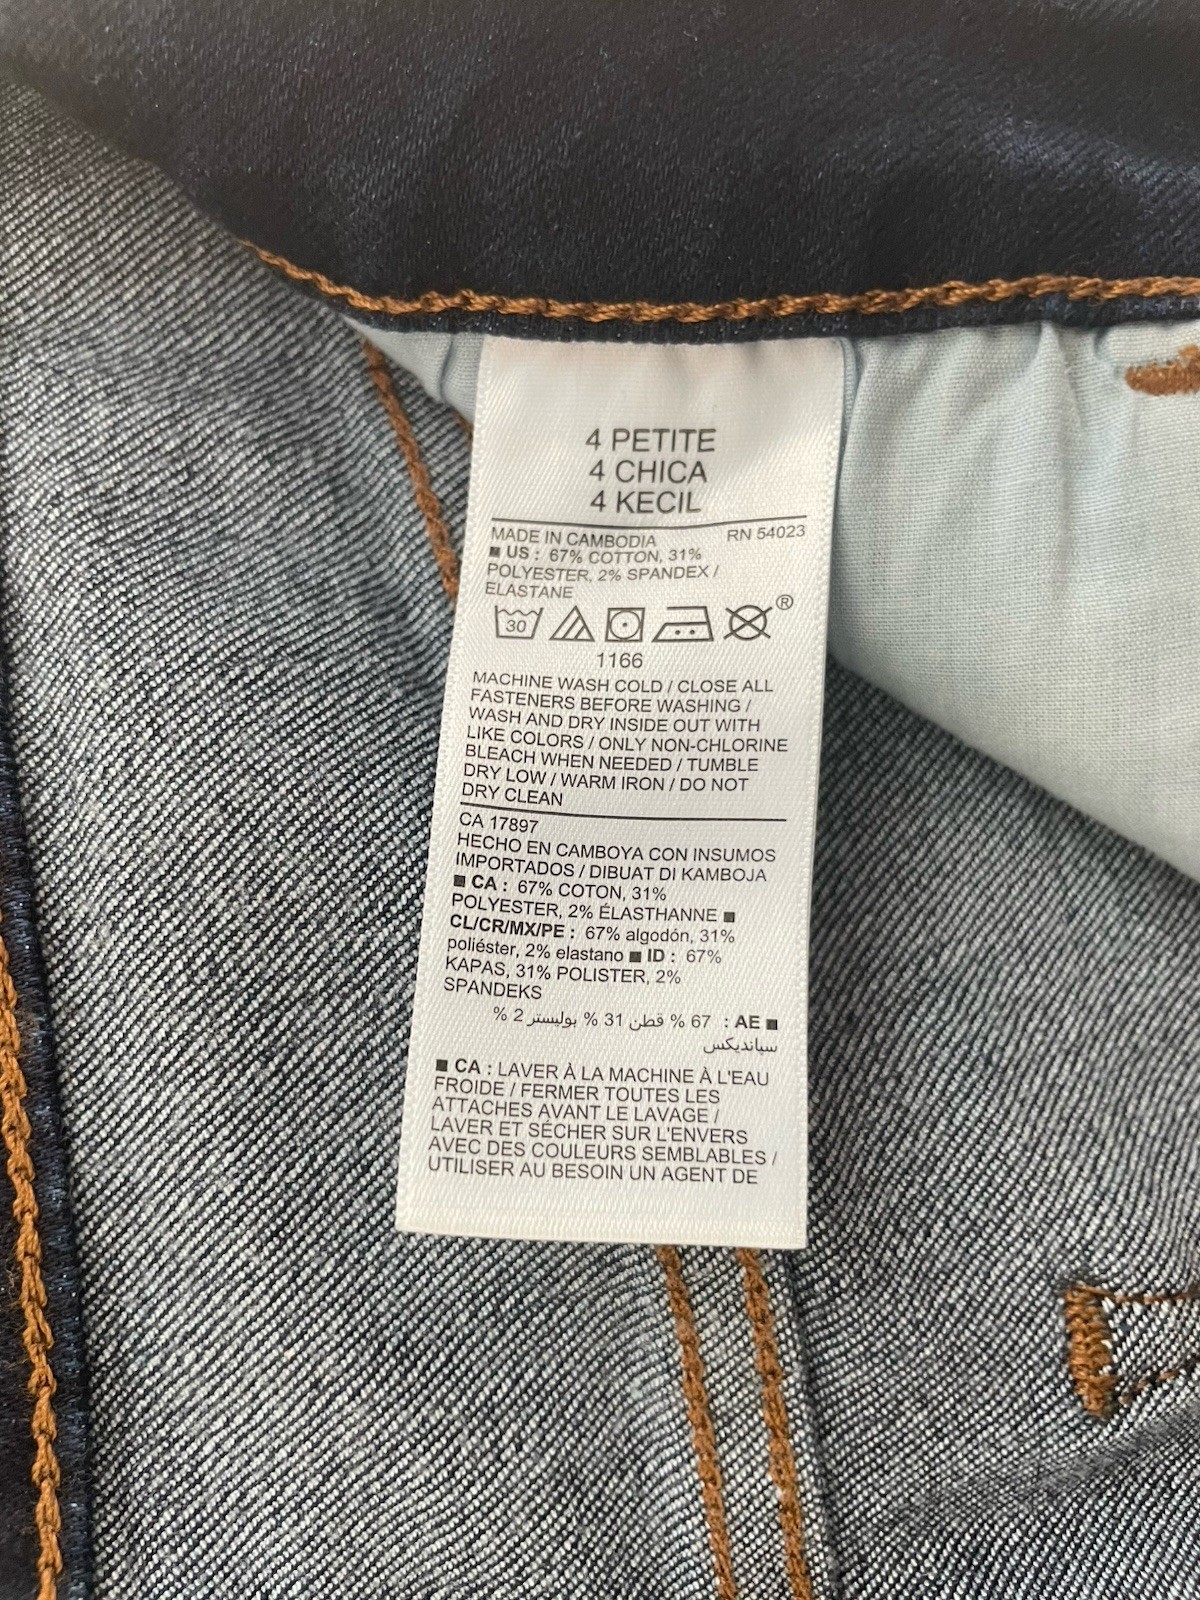 4 PETITE
4 CHICA
4 KECIL
MADE IN CAMBODIA RN 54023
■ US : 67% COTTON, 31%
POLYESTER, 2% SPANDEX /
ELASTANE
30 ®
1166
MACHINE WASH COLD / CLOSE ALL
FASTENERS BEFORE WASHING /
WASH AND DRY INSIDE OUT WITH
LIKE COLORS / ONLY NON-CHLORINE
BLEACH WHEN NEEDED / TUMBLE
DRY LOW / WARM IRON / DO NOT
DRY CLEAN
CA 17897
HECHO EN CAMBOYA CON INSUMOS
IMPORTADOS / DIBUAT DI KAMBOJA
■ CA : 67% COTON, 31%
POLYESTER, 2% ÉLASTHANNE ■
CL/CR/MX/PE : 67% algodón, 31%
poliéster, 2% elastano ■ ID : 67%
KAPAS, 31% POLISTER, 2%
SPANDEKS
■ AE : 67 % قطن 31 % بوليستر 2 %
سبانديكس
■ CA : LAVER À LA MACHINE À L'EAU
FROIDE / FERMER TOUTES LES
ATTACHES AVANT LE LAVAGE /
LAVER ET SÉCHER SUR L'ENVERS
AVEC DES COULEURS SEMBLABLES /
UTILISER AU BESOIN UN AGENT DE